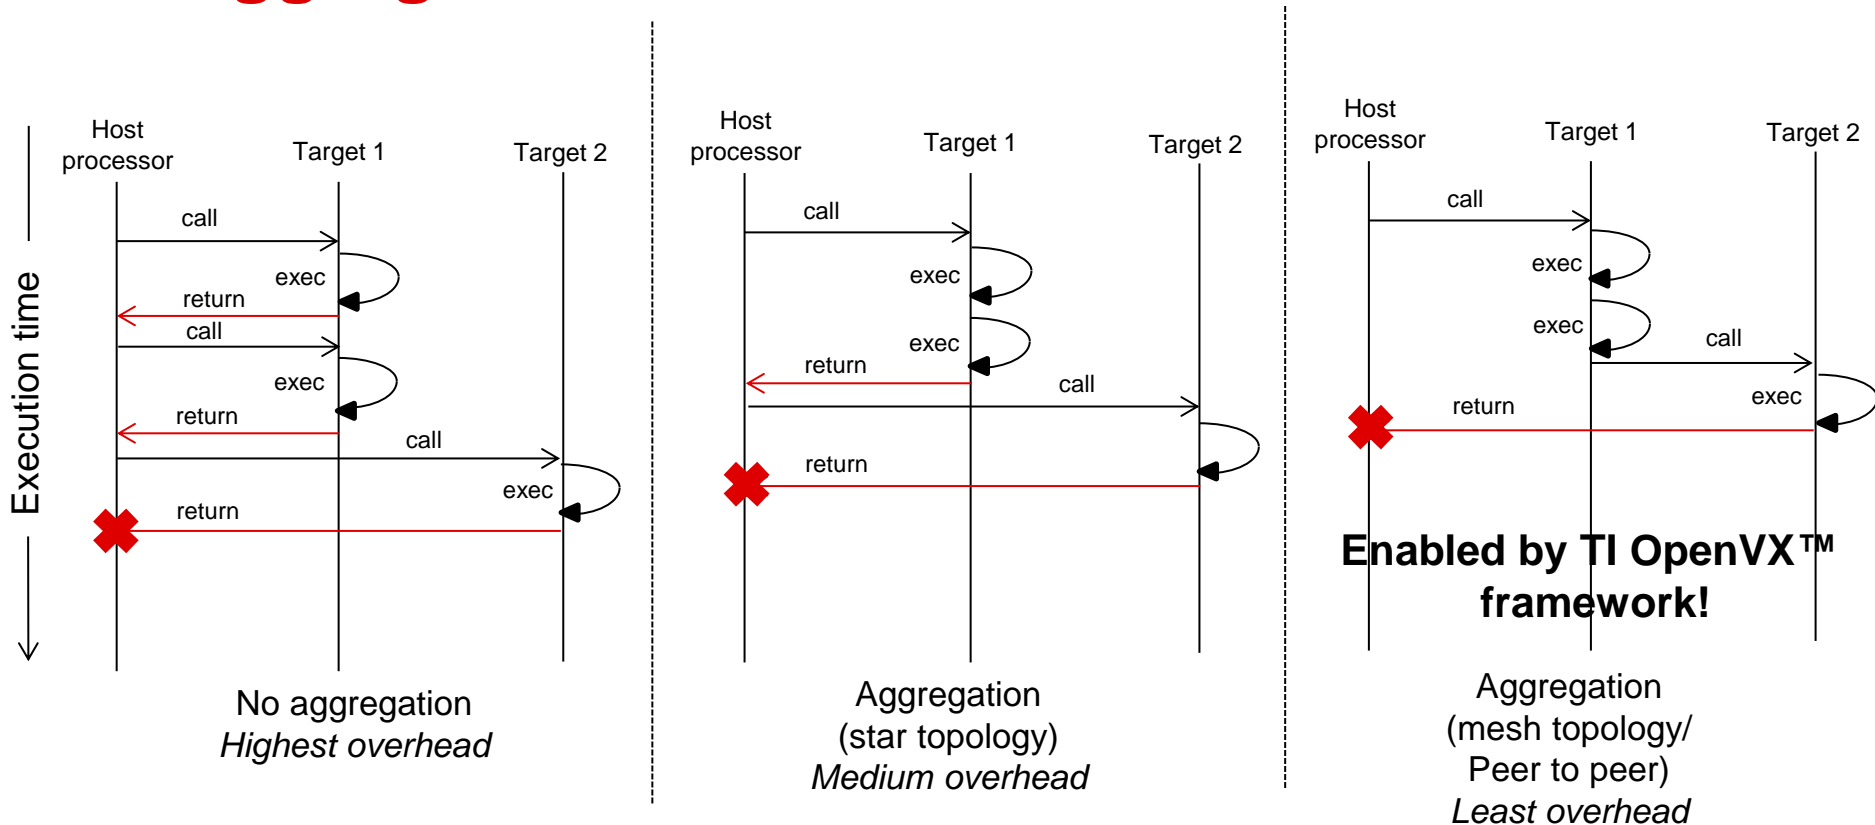 Execution time
Host
processor
Target 1
Target 2
call
exec
return
call
exec
return
call
exec
return
No aggregation
Highest overhead
Host
processor
Target 1
Target 2
call
exec
exec
return
call
return
Aggregation
(star topology)
Medium overhead
Host
processor
Target 1
Target 2
call
exec
exec
call
exec
return
Enabled by TI OpenVX™
framework!
Aggregation
(mesh topology/
Peer to peer)
Least overhead